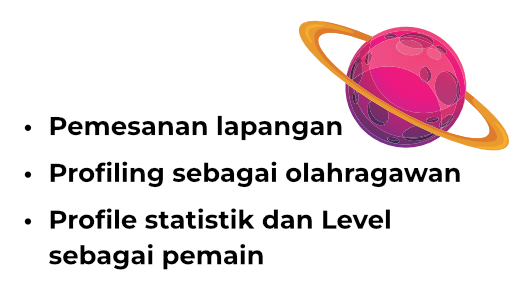 • Pemesanan lapangan
• Profiling sebagai olahragawan
• Profile statistik dan Level
sebagai pemain